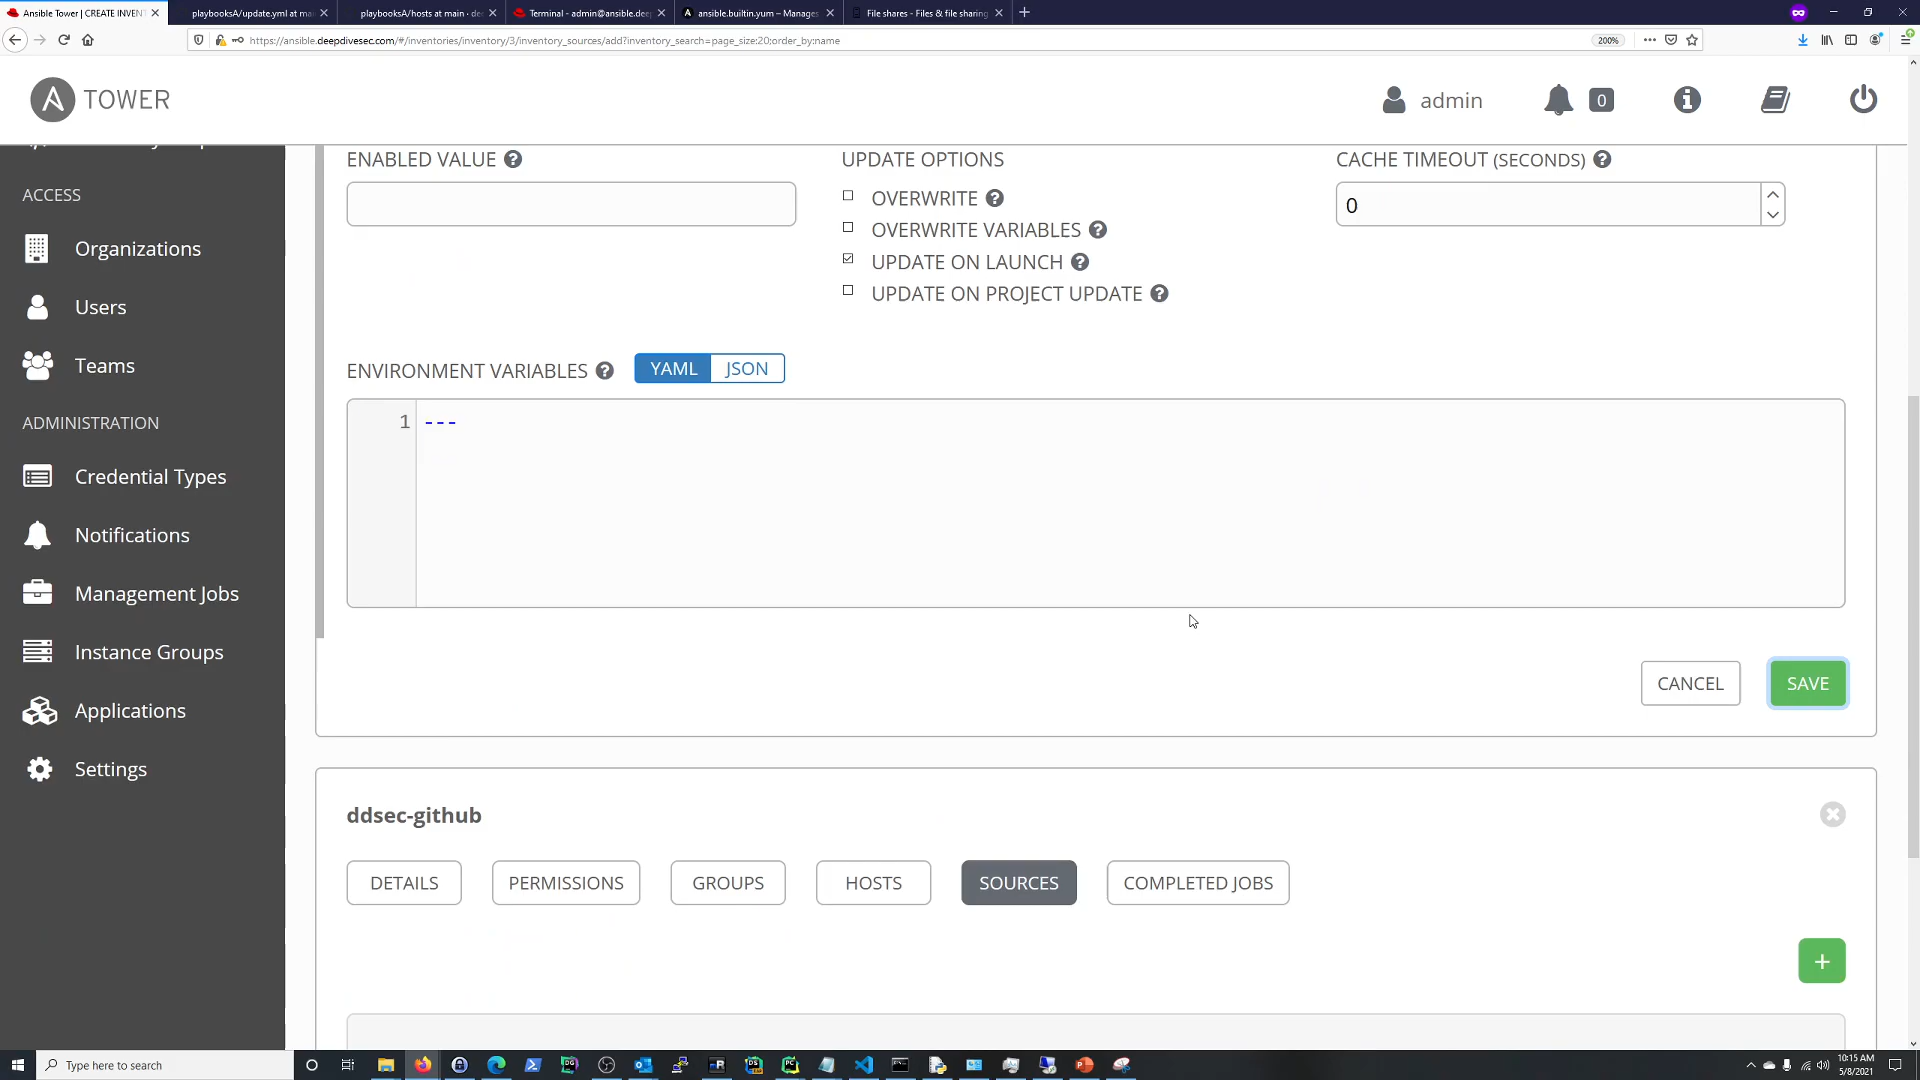 Ansible Tower | CREATE INVENT
playbooksA/update.yml at mai
playbooksA/hosts at main · de
Terminal - admin@ansible.dee
ansible.builtin.yum – Manages
File shares - Files & file sharing
https://ansible.deepdivesec.com/#/inventories/inventory/3/inventory_sources/add?inventory_search=page_size:20;order_by:name
200%
TOWER
admin
0
ACCESS
Organizations
Users
Teams
ADMINISTRATION
Credential Types
Notifications
Management Jobs
Instance Groups
Applications
Settings
ENABLED VALUE
UPDATE OPTIONS
OVERWRITE
OVERWRITE VARIABLES
UPDATE ON LAUNCH
UPDATE ON PROJECT UPDATE
CACHE TIMEOUT (SECONDS)
0
ENVIRONMENT VARIABLES
YAML JSON
1 ---
CANCEL SAVE
ddsec-github
DETAILS PERMISSIONS GROUPS HOSTS SOURCES COMPLETED JOBS
+
Type here to search
10:15 AM
5/8/2021